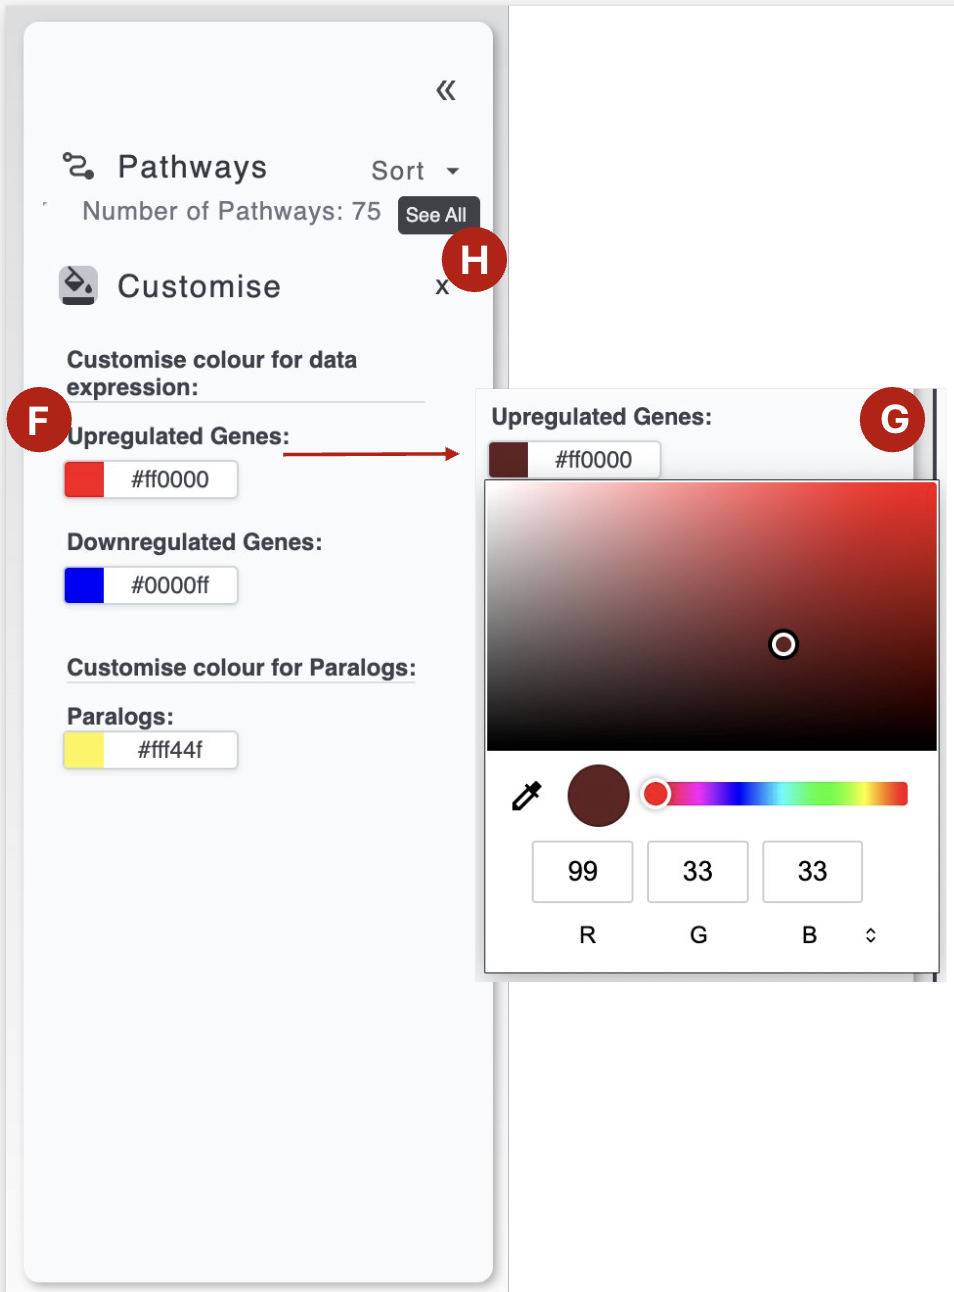 «
Pathways
Sort
Number of Pathways: 75
See All
H
Customise
x
Customise colour for data
expression:
F
Upregulated Genes:
#ff0000
Downregulated Genes:
#0000ff
Customise colour for Paralogs:
Paralogs:
#fff44f
Upregulated Genes:
G
#ff0000
99 33 33
R G B